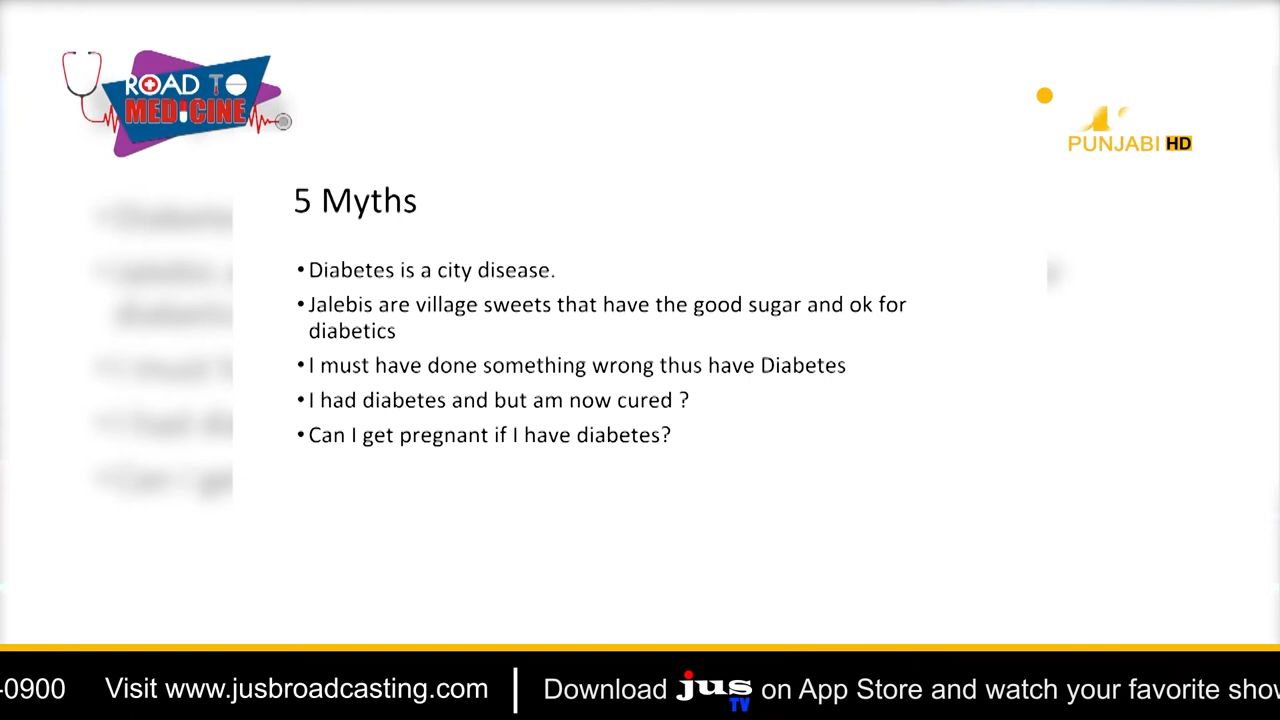 ROAD TO
MEDICINE
PUNJABI HD
5 Myths
•Diabetes is a city disease.
•Jalebis are village sweets that have the good sugar and ok for
diabetics
•I must have done something wrong thus have Diabetes
•I had diabetes and but am now cured ?
•Can I get pregnant if I have diabetes?
-0900 Visit www.jusbroadcasting.com | Download jus TV on App Store and watch your favorite